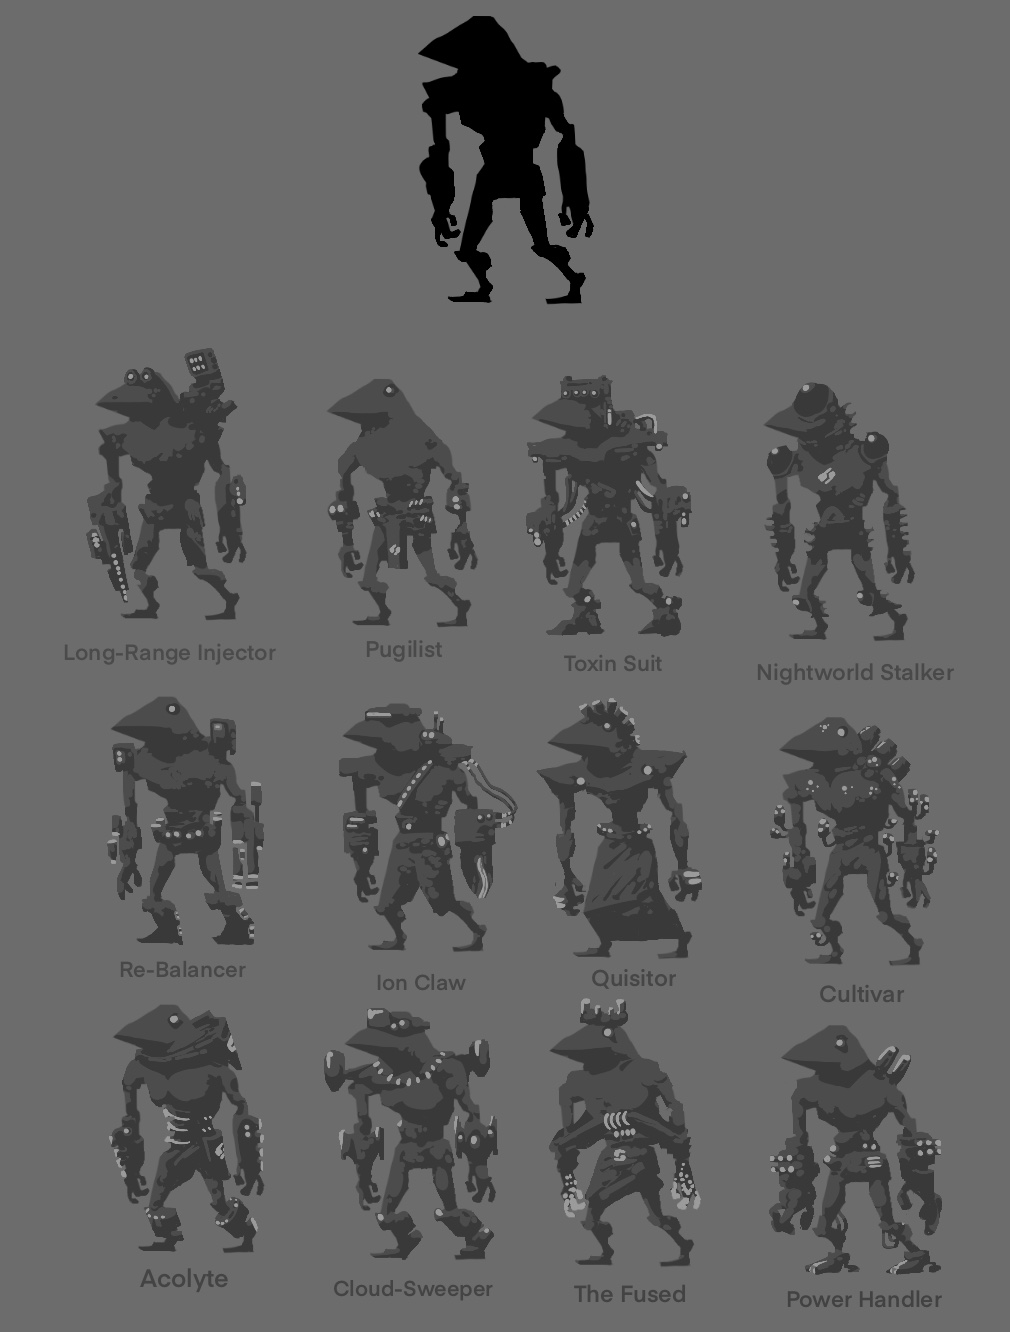 Long-Range Injector
Pugilist
Toxin Suit
Nightworld Stalker
Re-Balancer
Ion Claw
Quisitor
Cultivar
Acolyte
Cloud-Sweeper
The Fused
Power Handler